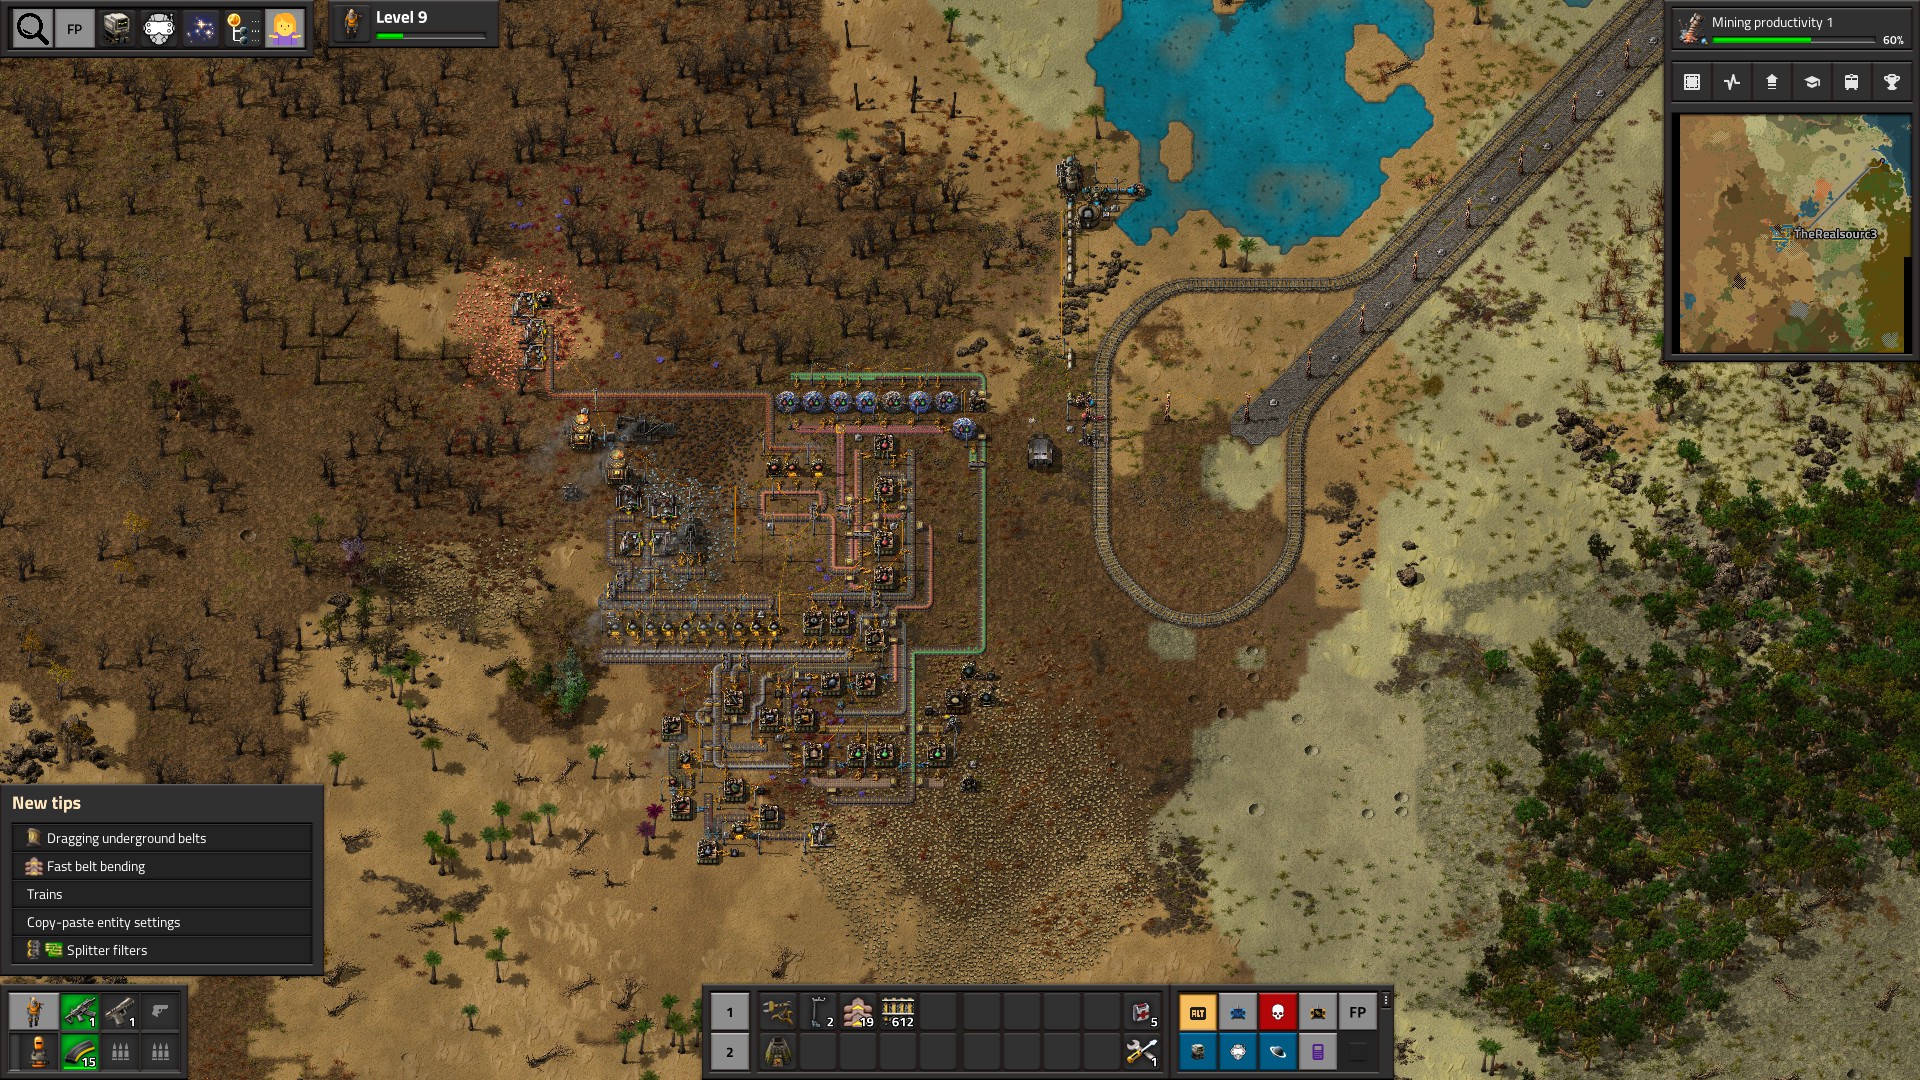 FP
Level 9
Mining productivity 1
60%
TheRealsourc3
New tips
Dragging underground belts
Fast belt bending
Trains
Copy-paste entity settings
Splitter filters
1
1
15
1
2
19
612
5
2
1
ALT
FP